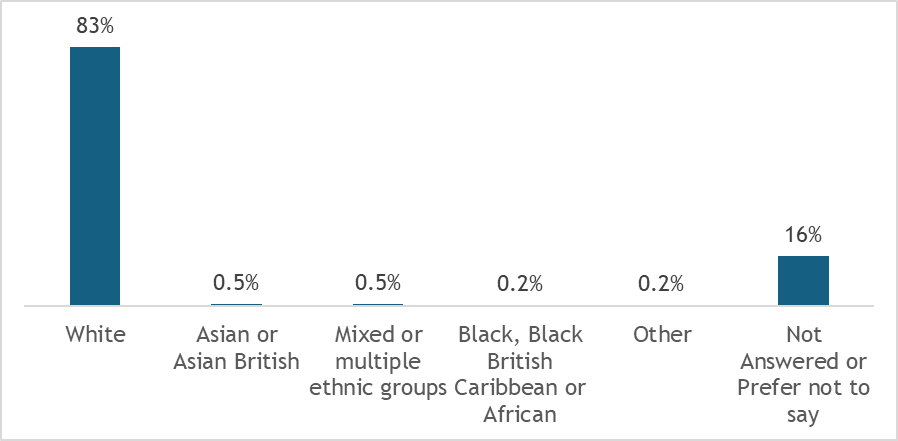 83%
0.5%
0.5%
0.2%
0.2%
16%
White
Asian or
Asian British
Mixed or
multiple
ethnic groups
Black, Black
British
Caribbean or
African
Other
Not
Answered or
Prefer not to
say